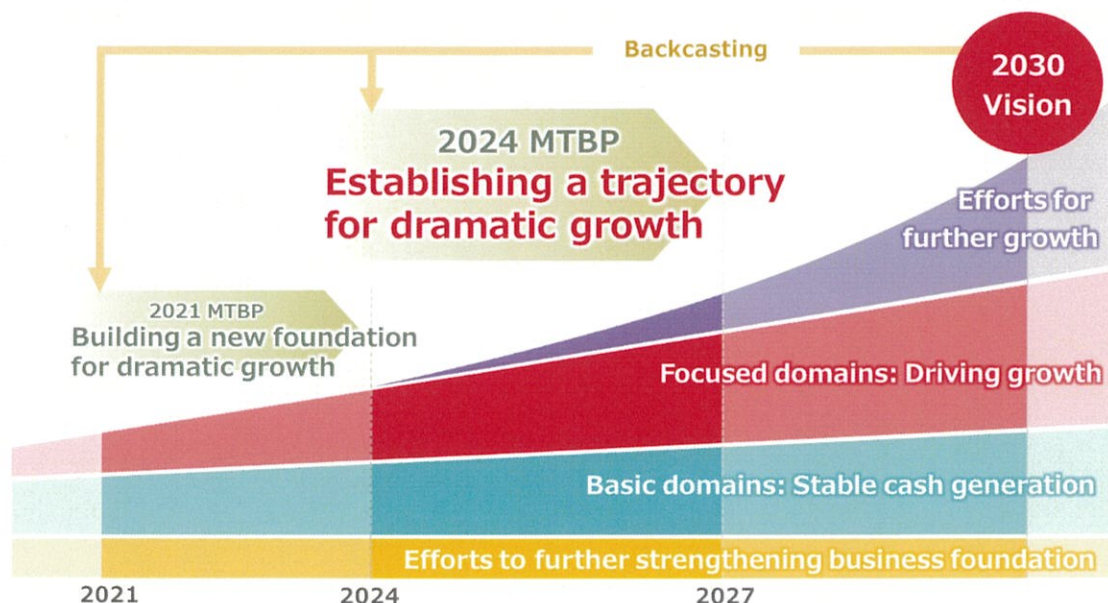 Backcasting
2030
Vision
2024 MTBP
Establishing a trajectory
for dramatic growth
Efforts for
further growth
2021 MTBP
Building a new foundation
for dramatic growth
Focused domains: Driving growth
Basic domains: Stable cash generation
Efforts to further strengthening business foundation
2021
2024
2027